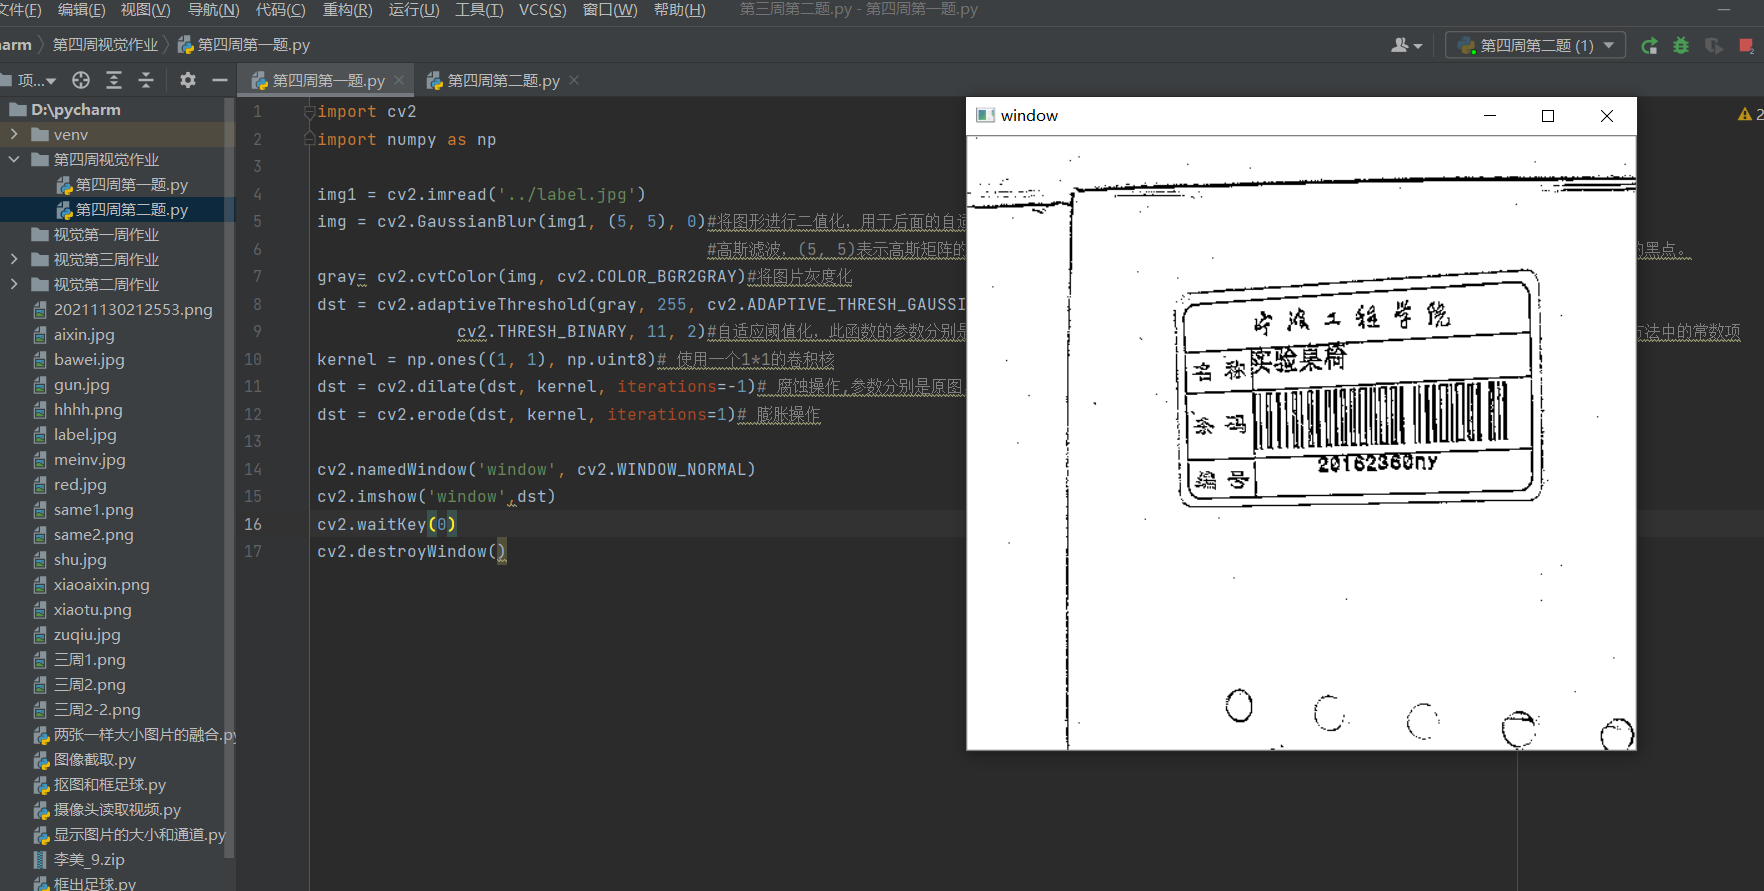 文件(F) 编辑(E) 视图(V) 导航(N) 代码(C) 重构(R) 运行(U) 工具(T) VCS(S) 窗口(W) 帮助(H) 第三周第二题.py - 第四周第一题.py
arm 第四周视觉作业 第四周第一题.py 第四周第二题 (1)
项... 第四周第一题.py 第四周第二题.py
D:\pycharm
venv
第四周视觉作业
第四周第一题.py
第四周第二题.py
视觉第一周作业
视觉第三周作业
视觉第二周作业
20211130212553.png
aixin.jpg
bawei.jpg
gun.jpg
hhhh.png
label.jpg
meinv.jpg
red.jpg
same1.png
same2.png
shu.jpg
xiaoaixin.png
xiaotu.png
zuqiu.jpg
三周1.png
三周2.png
三周2-2.png
两张一样大小图片的融合.py
图像截取.py
抠图和框足球.py
摄像头读取视频.py
显示图片的大小和通道.py
李美_9.zip
框出足球.py
1 import cv2
2 import numpy as np
3
4 img1 = cv2.imread('../label.jpg')
5 img = cv2.GaussianBlur(img1, (5, 5), 0)#将图形进行二值化，用于后面的自适
6 #高斯滤波，(5, 5)表示高斯矩阵的 的黑点。
7 gray= cv2.cvtColor(img, cv2.COLOR_BGR2GRAY)#将图片灰度化
8 dst = cv2.adaptiveThreshold(gray, 255, cv2.ADAPTIVE_THRESH_GAUSSI
9 cv2.THRESH_BINARY, 11, 2)#自适应阈值化，此函数的参数分别是 方法中的常数项
10 kernel = np.ones((1, 1), np.uint8)# 使用一个1*1的卷积核
11 dst = cv2.dilate(dst, kernel, iterations=-1)# 腐蚀操作,参数分别是原图
12 dst = cv2.erode(dst, kernel, iterations=1)# 膨胀操作
13
14 cv2.namedWindow('window', cv2.WINDOW_NORMAL)
15 cv2.imshow('window',dst)
16 cv2.waitKey(0)
17 cv2.destroyWindow()
2
window
宁波工程学院
名称 实验桌椅
条码
编号 20162360ny